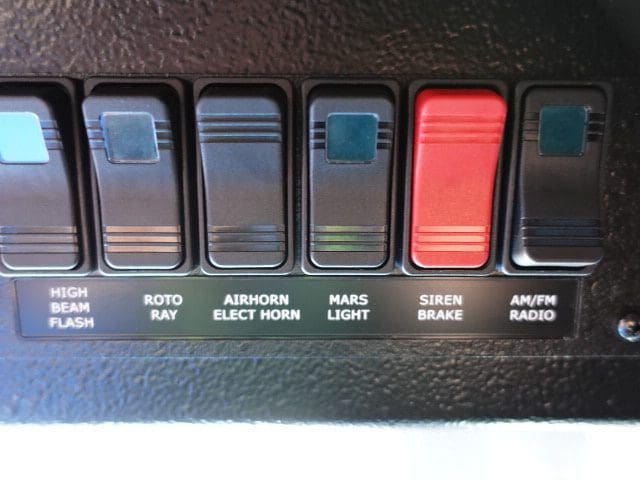 HIGH
BEAM
FLASH
ROTO
RAY
AIRHORN
ELECT HORN
MARS
LIGHT
SIREN
BRAKE
AM/FM
RADIO